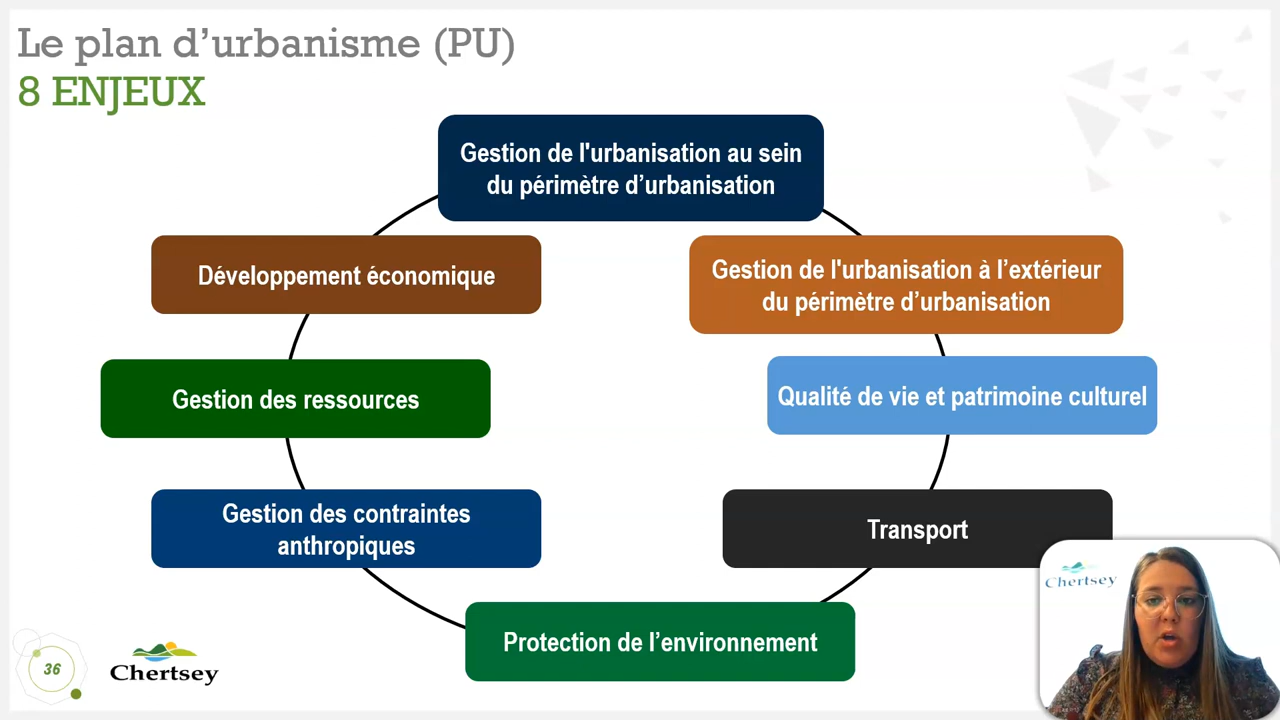 Le plan d’urbanisme (PU)
8 ENJEUX
Gestion de l'urbanisation au sein
du périmètre d’urbanisation
Développement économique
Gestion de l'urbanisation à l’extérieur
du périmètre d’urbanisation
Gestion des ressources
Qualité de vie et patrimoine culturel
Gestion des contraintes
anthropiques
Transport
Protection de l’environnement
36
Chertsey
Chertsey